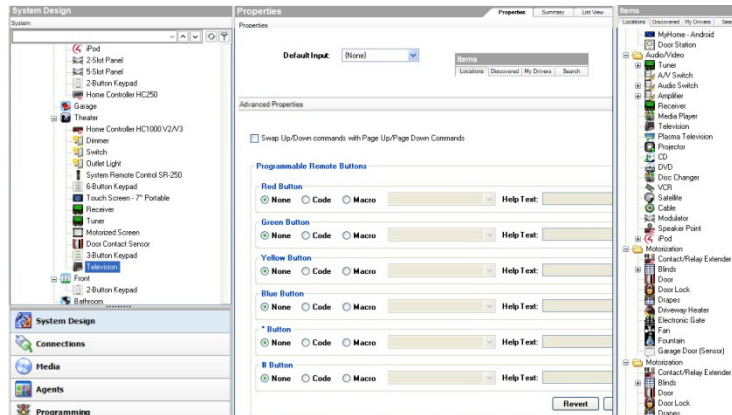 System Design
System
iPod
2-Slot Panel
5-Slot Panel
2-Button Keypad
Home Controller HC250
Garage
Theater
Home Controller HC1000 V2/V3
Dimmer
Switch
Outlet Light
System Remote Control SR-250
6-Button Keypad
Touch Screen - 7" Portable
Receiver
Tuner
Motorized Screen
Door Contact Sensor
3-Button Keypad
Television
Front
2-Button Keypad
Bathroom
System Design
Connections
Media
Agents
Programming
Properties
Properties Summary List View
Properties
Default Input: (None)
Items
Locations Discovered My Drivers Search
Advanced Properties
Swap Up/Down commands with Page Up/Page Down Commands
Programmable Remote Buttons
Red Button
None Code Macro Help Text:
Green Button
None Code Macro Help Text:
Yellow Button
None Code Macro Help Text:
Blue Button
None Code Macro Help Text:
* Button
None Code Macro Help Text:
# Button
None Code Macro Help Text:
Revert
Items
Locations Discovered My Drivers Sea
MyHome - Android
Door Station
Audio/Video
Tuner
A/V Switch
Audio Switch
Amplifier
Receiver
Media Player
Television
Plasma Television
Projector
CD
DVD
Disc Changer
VCR
Satellite
Cable
Modulator
Speaker Point
iPod
Motorization
Contact/Relay Extender
Blinds
Door
Door Lock
Drapes
Driveway Heater
Electronic Gate
Fan
Fountain
Garage Door (Sensor)
Motorization
Contact/Relay Extender
Blinds
Door
Door Lock
Drapes